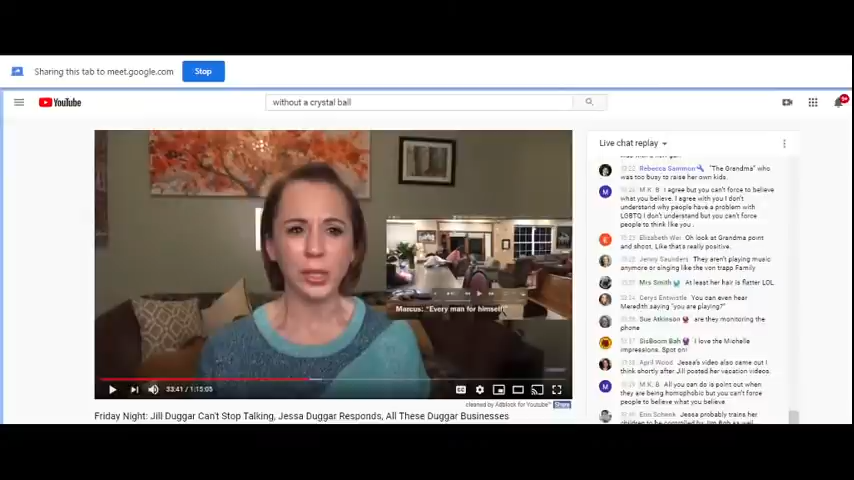 Sharing this tab to meet.google.com Stop
YouTube
without a crystal ball
Live chat replay
Rebecca Sammon "The Grandma" who
was too busy to raise her own kids.
M.K. B I agree but you can't force to believe
what you believe. I agree with you I don't
understand why people have a problem with
LGBTQ I don't understand but you can't force
people to think like you .
Oh look at Grandma point
and shoot. Like that's really positive.
Jenny Saunders They aren't playing music
anymore or singing like the von trapp Family
Mrs Smith At least her hair is flatter LOL
Cerys Entwistle You can even hear
Meredith saying "you are playing?"
Sue Atkinson are they monitoring the
phone
SisBoom Bah I love the Michelle
impressions. Spot on!
April Wood Jessa's video also came out I
think shortly after Jill posted her vacation videos.
M.K. B All you can do is point out when
they are being homophobic but you can't force
people to believe what you believe
Erin Schenk Jessa probably trains her
Marcus: "Every man for himself!"
33:41 / 1:15:05
cleaned by Adblock for Youtube™ Share
Friday Night: Jill Duggar Can't Stop Talking, Jessa Duggar Responds, All These Duggar Businesses